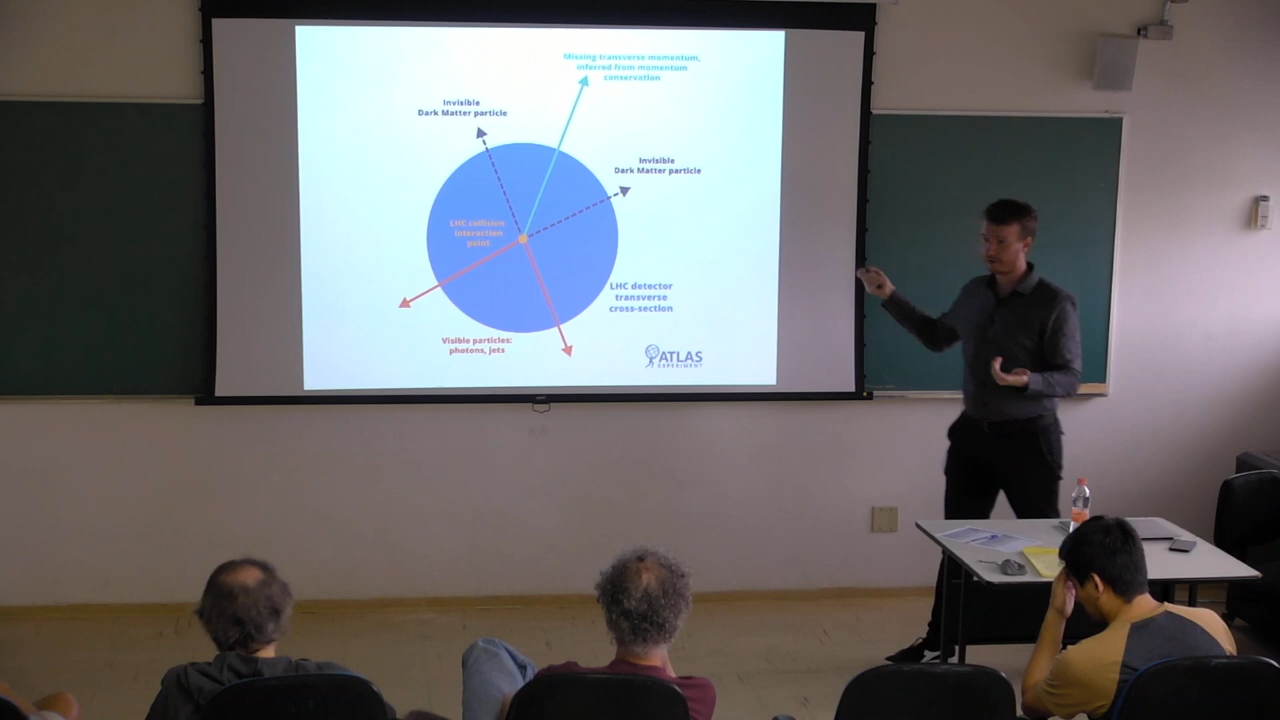 Missing transverse momentum,
inferred from momentum
conservation
Invisible
Dark Matter particle
Invisible
Dark Matter particle
LHC collision
interaction
point
LHC detector
transverse
cross-section
Visible particles:
photons, jets
ATLAS
EXPERIMENT